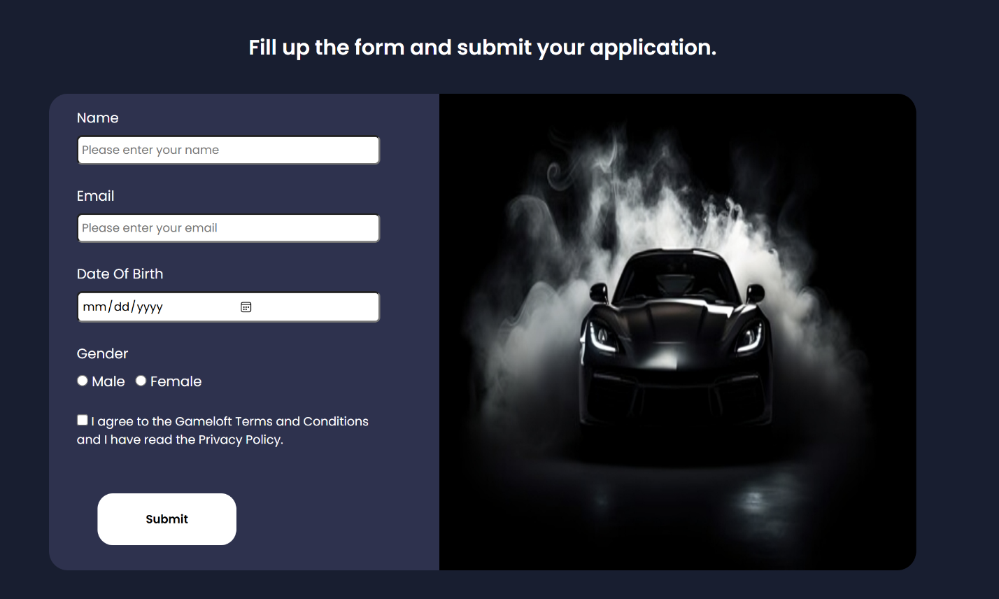 Fill up the form and submit your application.
Name
Please enter your name
Email
Please enter your email
Date Of Birth
mm/dd/yyyy
Gender
Male Female
I agree to the Gameloft Terms and Conditions
and I have read the Privacy Policy.
Submit